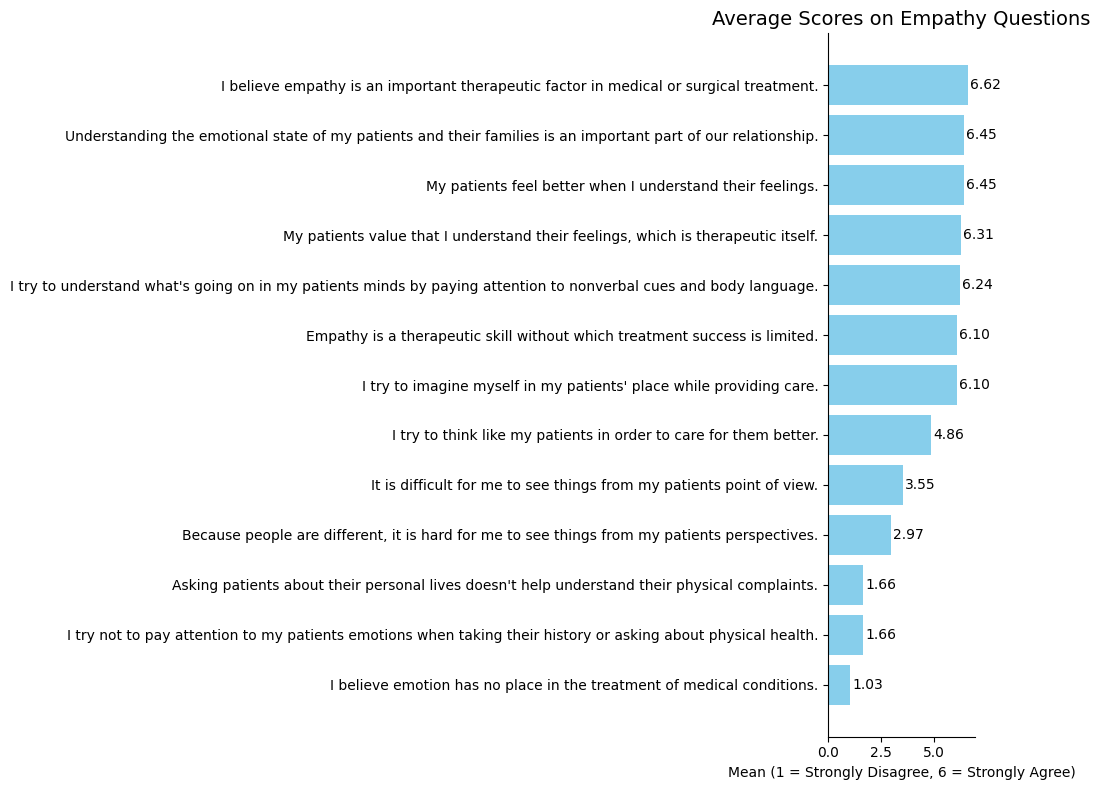 Average Scores on Empathy Questions
I believe empathy is an important therapeutic factor in medical or surgical treatment. 6.62
Understanding the emotional state of my patients and their families is an important part of our relationship. 6.45
My patients feel better when I understand their feelings. 6.45
My patients value that I understand their feelings, which is therapeutic itself. 6.31
I try to understand what's going on in my patients minds by paying attention to nonverbal cues and body language. 6.24
Empathy is a therapeutic skill without which treatment success is limited. 6.10
I try to imagine myself in my patients' place while providing care. 6.10
I try to think like my patients in order to care for them better. 4.86
It is difficult for me to see things from my patients point of view. 3.55
Because people are different, it is hard for me to see things from my patients perspectives. 2.97
Asking patients about their personal lives doesn't help understand their physical complaints. 1.66
I try not to pay attention to my patients emotions when taking their history or asking about physical health. 1.66
I believe emotion has no place in the treatment of medical conditions. 1.03
0.0 2.5 5.0
Mean (1 = Strongly Disagree, 6 = Strongly Agree)